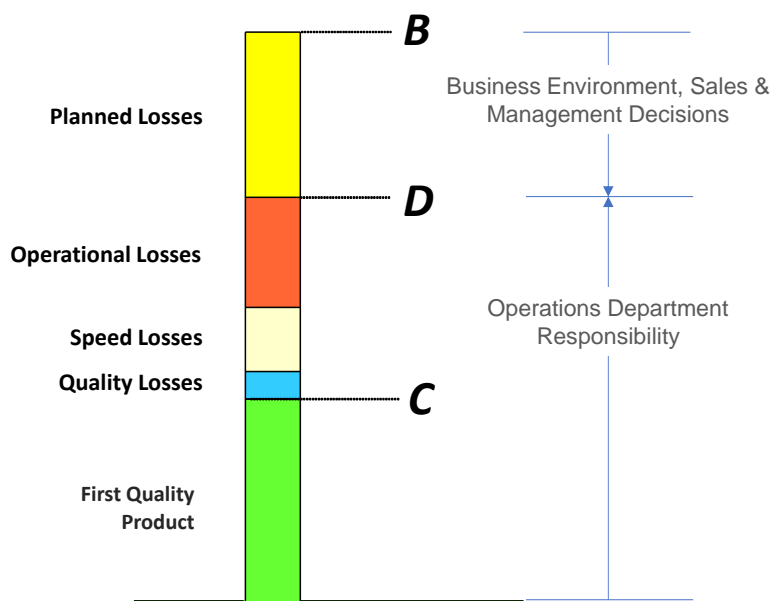 B
Business Environment, Sales &
Management Decisions
Planned Losses
D
Operational Losses
Operations Department
Responsibility
Speed Losses
Quality Losses
C
First Quality
Product